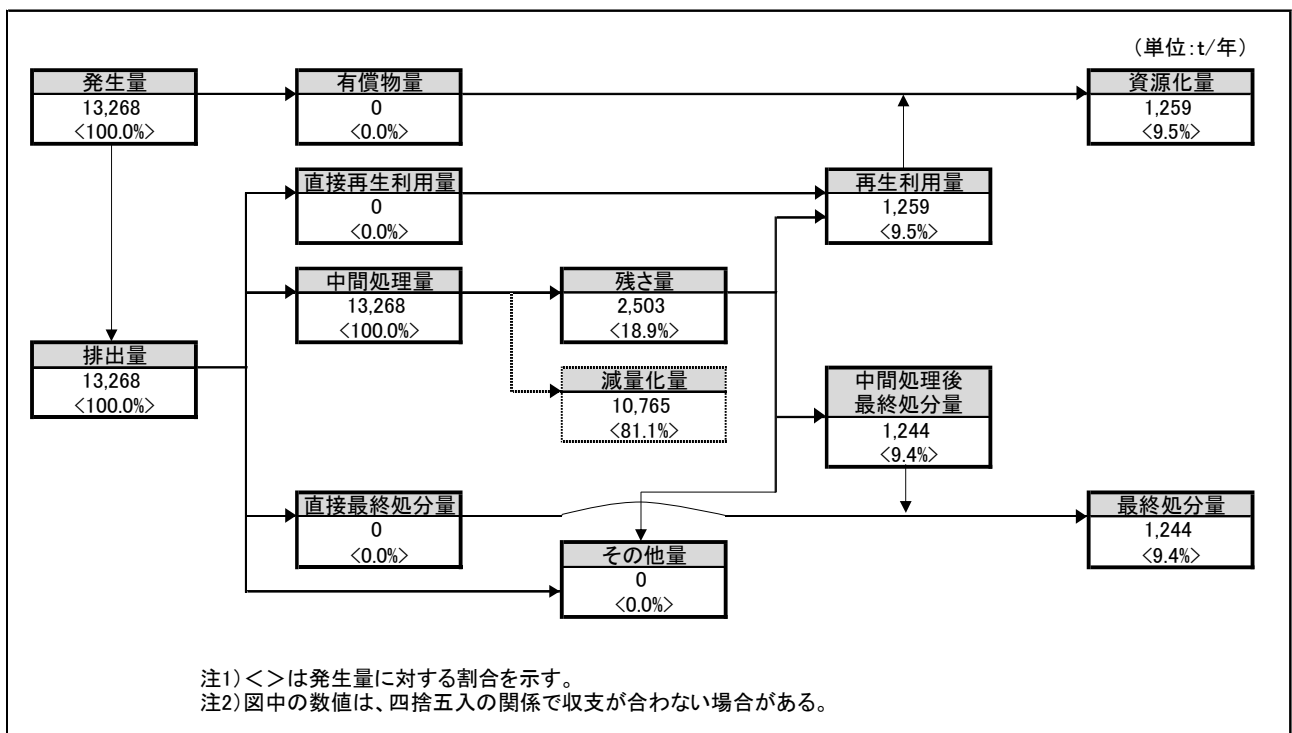 （単位：t/年）
発生量
13,268
<100.0%>
有償物量
0
<0.0%>
資源化量
1,259
<9.5%>
直接再生利用量
0
<0.0%>
再生利用量
1,259
<9.5%>
中間処理量
13,268
<100.0%>
残さ量
2,503
<18.9%>
排出量
13,268
<100.0%>
減量化量
10,765
<81.1%>
中間処理後
最終処分量
1,244
<9.4%>
直接最終処分量
0
<0.0%>
最終処分量
1,244
<9.4%>
その他量
0
<0.0%>
注1）＜＞は発生量に対する割合を示す。
注2）図中の数値は、四捨五入の関係で収支が合わない場合がある。